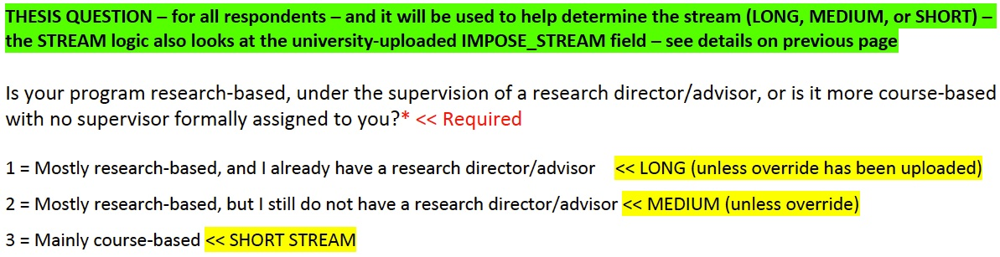 THESIS QUESTION – for all respondents – and it will be used to help determine the stream (LONG, MEDIUM, or SHORT) –
the STREAM logic also looks at the university-uploaded IMPOSE_STREAM field – see details on previous page
Is your program research-based, under the supervision of a research director/advisor, or is it more course-based
with no supervisor formally assigned to you?* << Required
1 = Mostly research-based, and I already have a research director/advisor << LONG (unless override has been uploaded)
2 = Mostly research-based, but I still do not have a research director/advisor << MEDIUM (unless override)
3 = Mainly course-based << SHORT STREAM